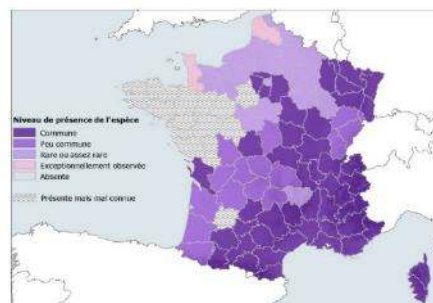 Niveau de présence de l'espèce
Commune
Peu commune
Rare ou assez rare
Exceptionnellement observée
Absente
Présente mais mal connue